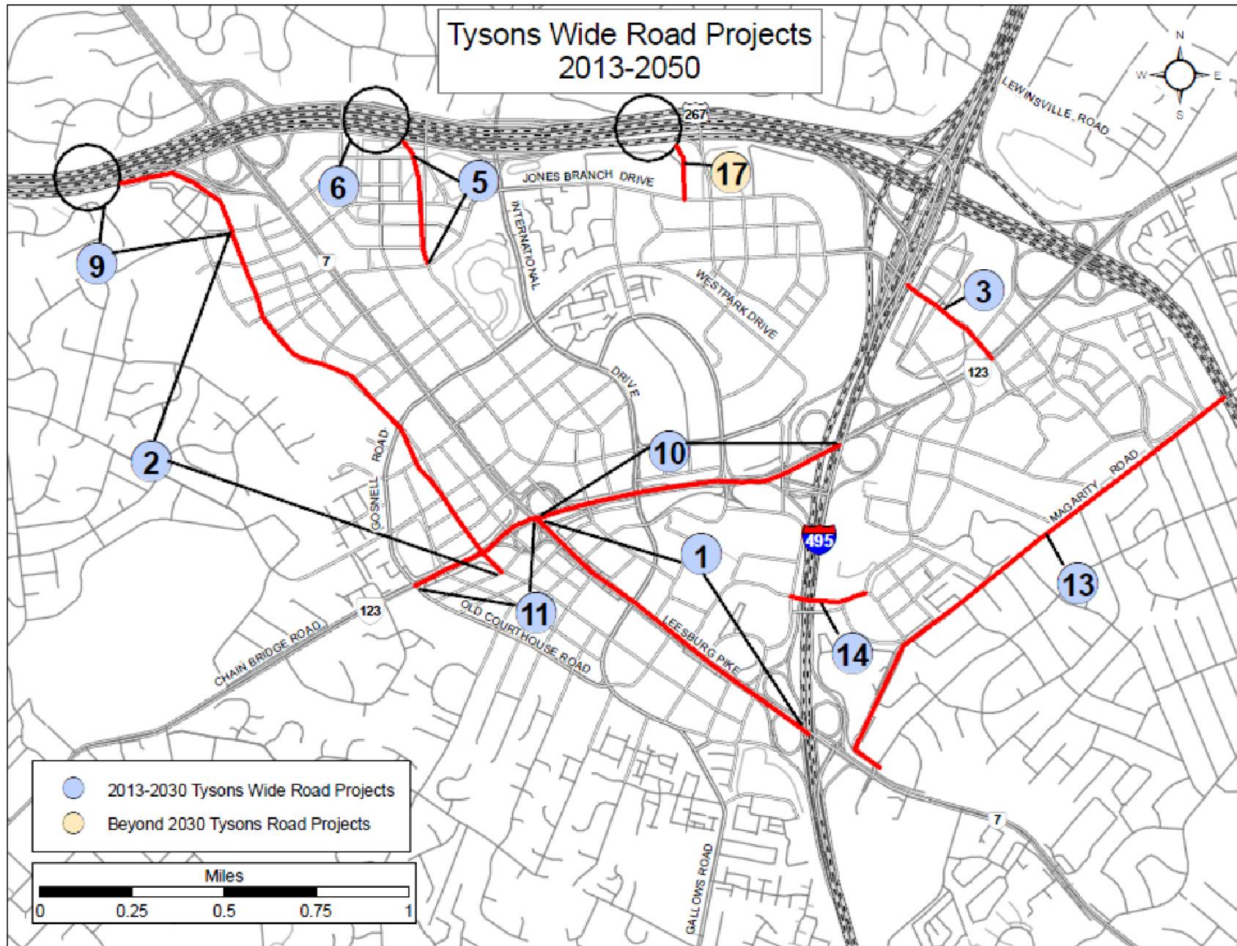 Tysons Wide Road Projects
2013-2050
N
W
E
S
LEWINSVILLE ROAD
267
17
6
5
JONES BRANCH DRIVE
INTERNATIONAL
9
7
WESTPARK DRIVE
3
123
DRIVE
2
10
GOSNELL
ROAD
MAGARITY ROAD
495
1
13
11
123
OLD COURTHOUSE ROAD
LEESBURG PIKE
14
CHAIN BRIDGE ROAD
2013-2030 Tysons Wide Road Projects
Beyond 2030 Tysons Road Projects
7
GALLOWS ROAD
Miles
0 0.25 0.5 0.75 1